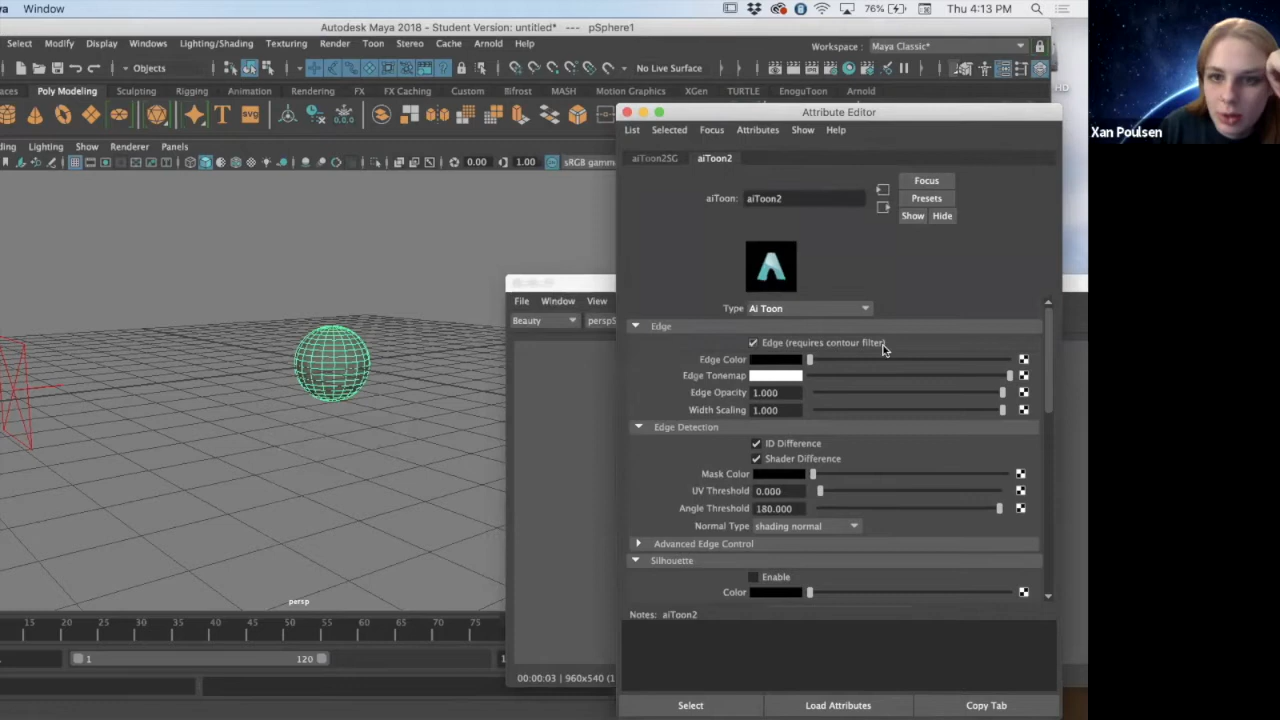 Window
76%
Thu 4:13 PM
Autodesk Maya 2018 - Student Version: untitled* --- pSphere1
Select Modify Display Windows Lighting/Shading Texturing Render Toon Stereo Cache Arnold Help
Workspace : Maya Classic*
Objects
No Live Surface
Poly Modeling Sculpting Rigging Animation Rendering FX FX Caching Custom Bifrost MASH Motion Graphics XGen TURTLE EnoguToon Arnold
HD
Attribute Editor
List Selected Focus Attributes Show Help
Lighting Show Renderer Panels
0.00 1.00 sRGB gamma
aiToon2SG aiToon2
Xan Poulsen
Focus
aiToon: aiToon2 Presets
Show Hide
File Window View
Beauty
Type Ai Toon
Edge
Edge (requires contour filter)
Edge Color
Edge Tonemap
Edge Opacity 1.000
Width Scaling 1.000
Edge Detection
ID Difference
Shader Difference
Mask Color
UV Threshold 0.000
Angle Threshold 180.000
Normal Type shading normal
Advanced Edge Control
Silhouette
Enable
Color
Notes: aiToon2
persp
15 20 25 30 35 40 45 50 55 60 65 70 75
1 120
00:00:03 | 960x540
Select Load Attributes Copy Tab